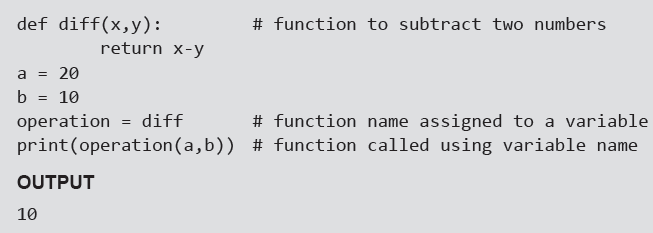 def diff(x,y): # function to subtract two numbers
return x-y
a = 20
b = 10
operation = diff # function name assigned to a variable
print(operation(a,b)) # function called using variable name
OUTPUT
10